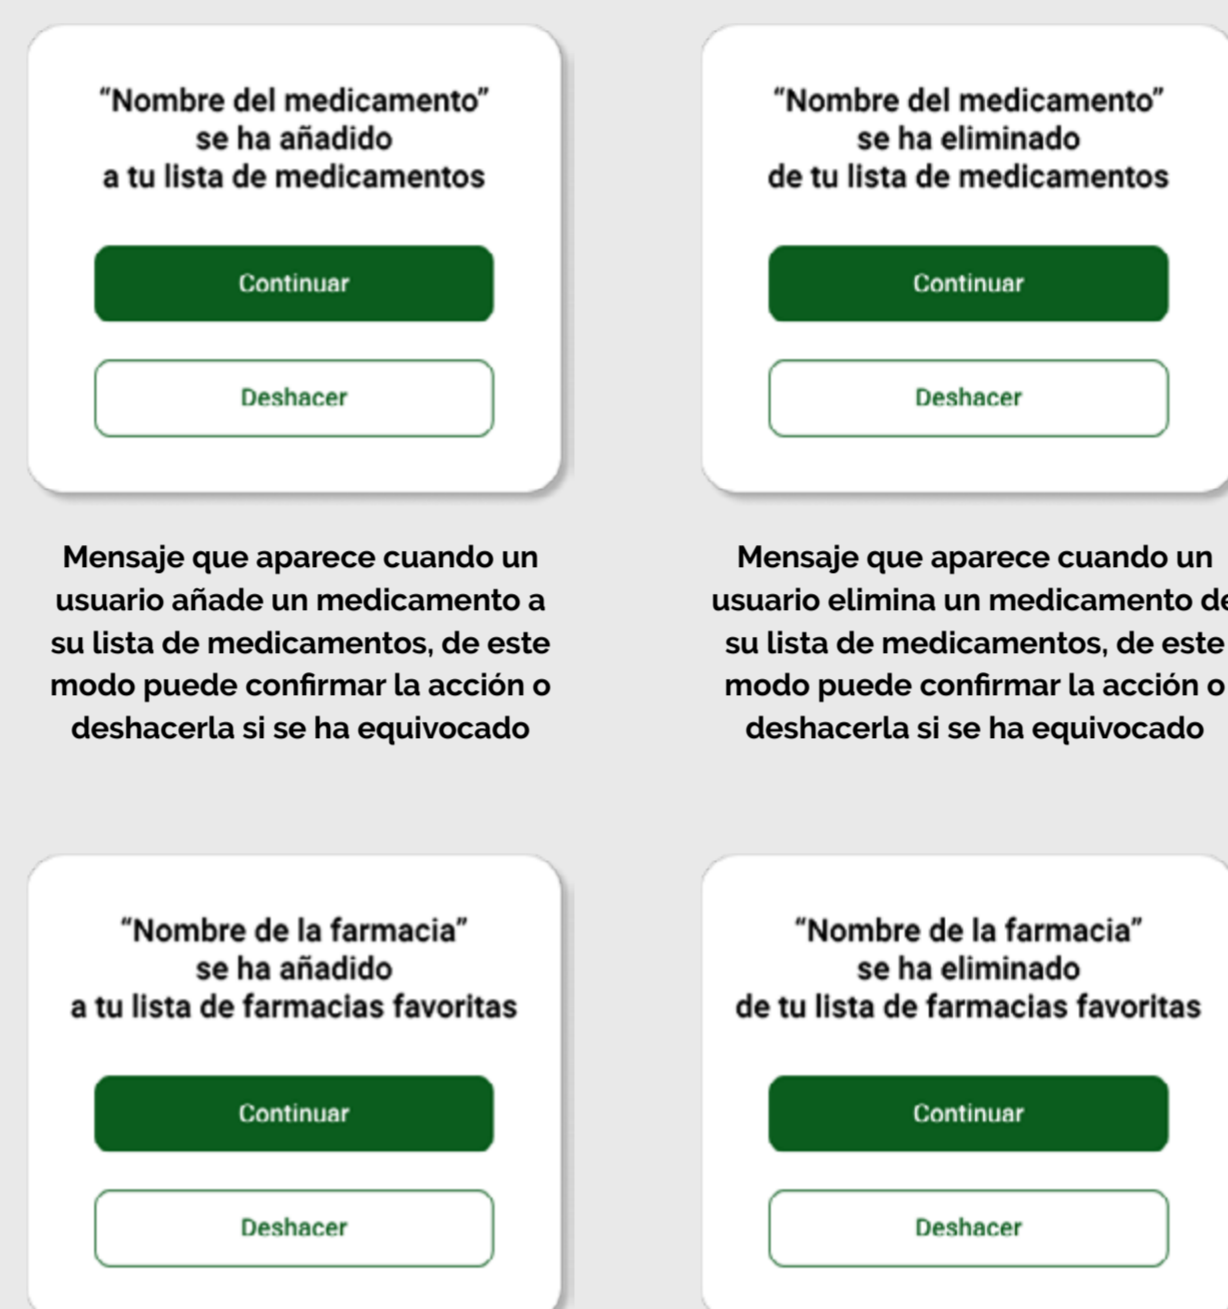 “Nombre del medicamento”
se ha añadido
a tu lista de medicamentos
Continuar
Deshacer
Mensaje que aparece cuando un
usuario añade un medicamento a
su lista de medicamentos, de este
modo puede confirmar la acción o
deshacerla si se ha equivocado
“Nombre del medicamento”
se ha eliminado
de tu lista de medicamentos
Continuar
Deshacer
Mensaje que aparece cuando un
usuario elimina un medicamento de
su lista de medicamentos, de este
modo puede confirmar la acción o
deshacerla si se ha equivocado
“Nombre de la farmacia”
se ha añadido
a tu lista de farmacias favoritas
Continuar
Deshacer
“Nombre de la farmacia”
se ha eliminado
de tu lista de farmacias favoritas
Continuar
Deshacer